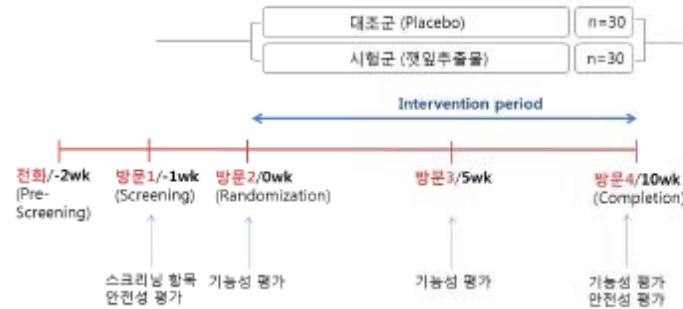 대조군 (Placebo)
n=30
시험군 (깻잎추출물)
n=30
Intervention period
전화/-2wk
(Pre-
Screening)
방문1/-1wk
(Screening)
방문2/0wk
(Randomization)
방문3/5wk
방문4/10wk
(Completion)
스크리닝 항목
안전성 평가
기능성 평가
기능성 평가
기능성 평가
안전성 평가